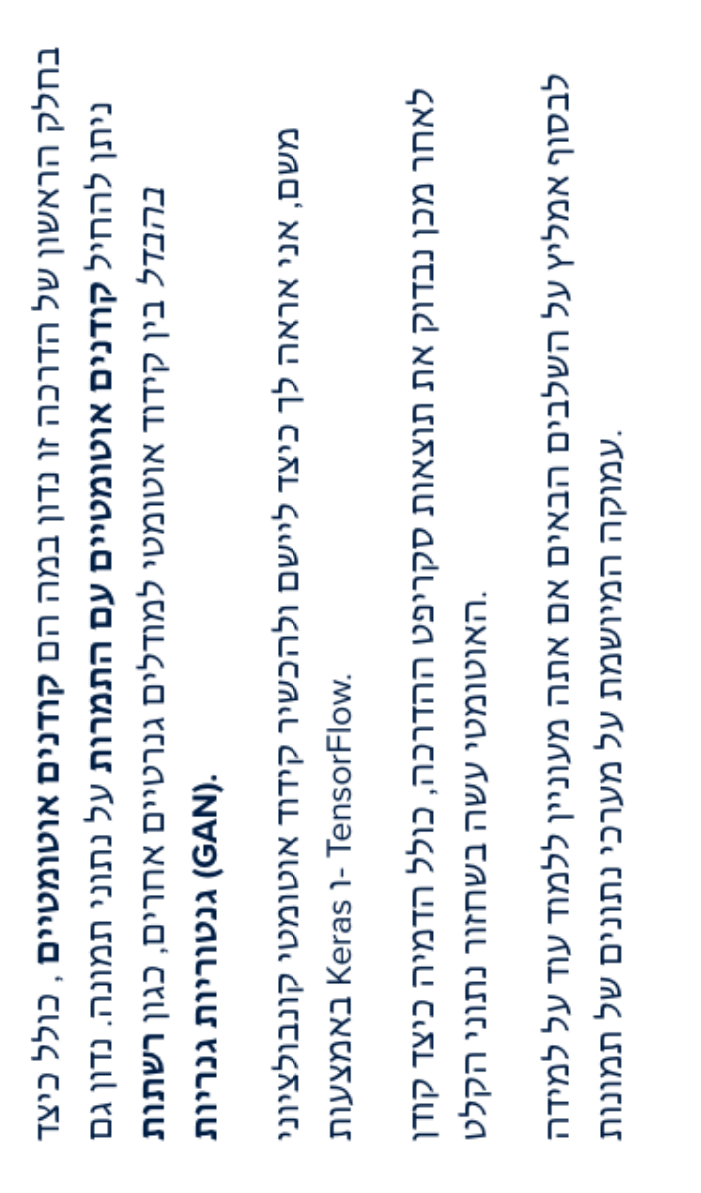 בחלק הראשון של הדרכה זו נדון במה הם קודנים אוטומטיים , כולל כיצד
ניתן להחיל קודנים אוטומטיים עם התמרות על נתוני תמונה. נדון גם
בהבדל בין קידוד אוטומטי למודלים גנרטיים אחרים, כגון רשתות
גנטוריות גנריות (GAN).
משם, אני אראה לך כיצד ליישם ולהכשיר קידוד אוטומטי קונבולציוני
באמצעות Keras ו- TensorFlow.
לאחר מכן נבדוק את תוצאות סקריפט ההדרכה, כולל הדמיה כיצד קודן
האוטומטי עשה בשחזור נתוני הקלט.
לבסוף אמליץ על השלבים הבאים אם אתה מעוניין ללמוד עוד על למידה
עמוקה המיושמת על מערכי נתונים של תמונות.